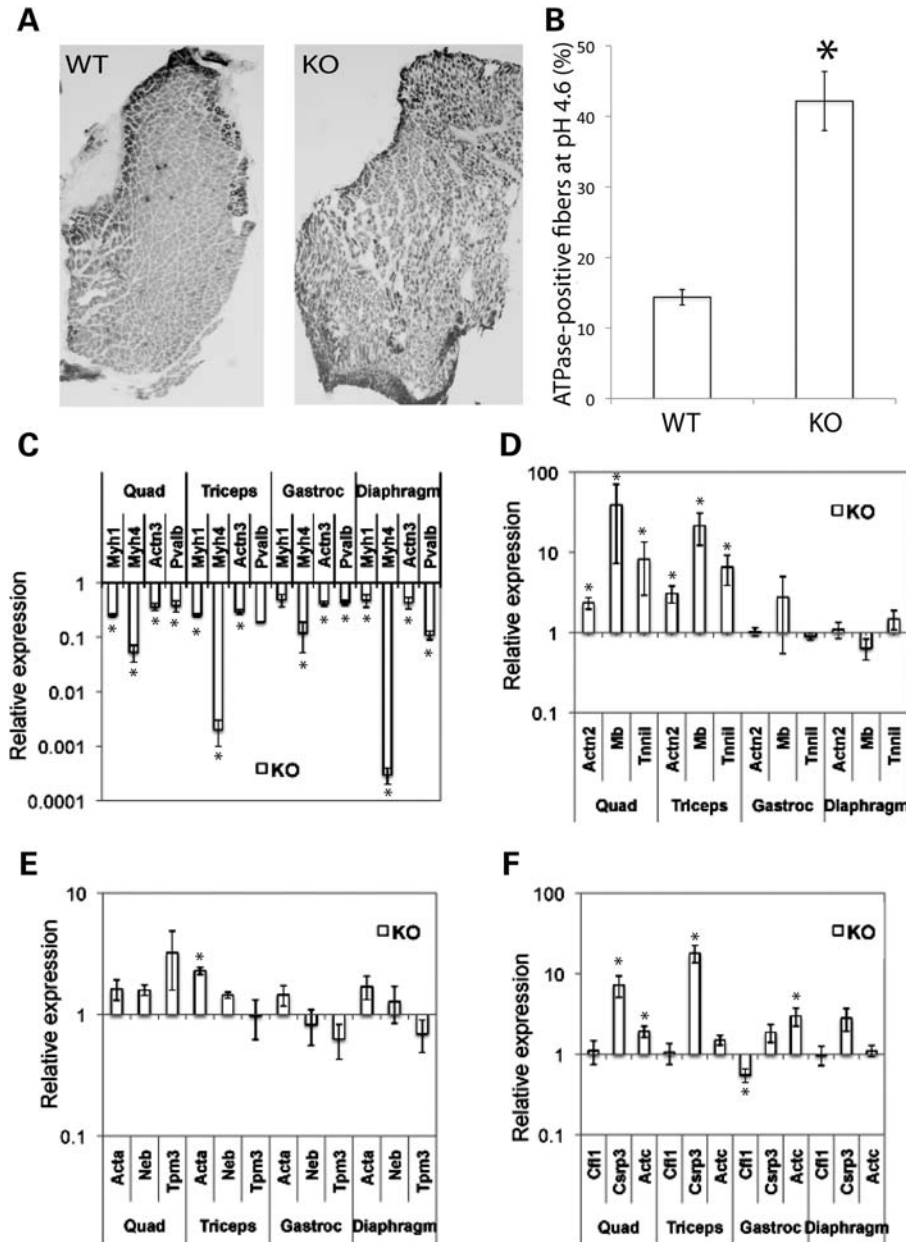 A
WT
KO
B
ATPase-positive fibers at pH 4.6 (%)
50
40
30
20
10
0
*
WT
KO
C
Quad Triceps Gastroc Diaphragm
Myh1 Myh4 Actn3 Pvalb Myh1 Myh4 Actn3 Pvalb Myh1 Myh4 Actn3 Pvalb Myh1 Myh4 Actn3 Pvalb
Relative expression
1
0.1
0.01
0.001
0.0001
* * * * * * * * * * * * * *
KO
D
Relative expression
100
10
1
0.1
* * * * * *
KO
Actn2 Mb Tnnil Actn2 Mb Tnnil Actn2 Mb Tnnil Actn2 Mb Tnnil
Quad Triceps Gastroc Diaphragm
E
Relative expression
10
1
0.1
*
KO
Acta Neb Tpm3 Acta Neb Tpm3 Acta Neb Tpm3 Acta Neb Tpm3
Quad Triceps Gastroc Diaphragm
F
Relative expression
100
10
1
0.1
* * * * *
KO
Cfl1 Csrp3 Actc Cfl1 Csrp3 Actc Cfl1 Csrp3 Actc Cfl1 Csrp3 Actc
Quad Triceps Gastroc Diaphragm